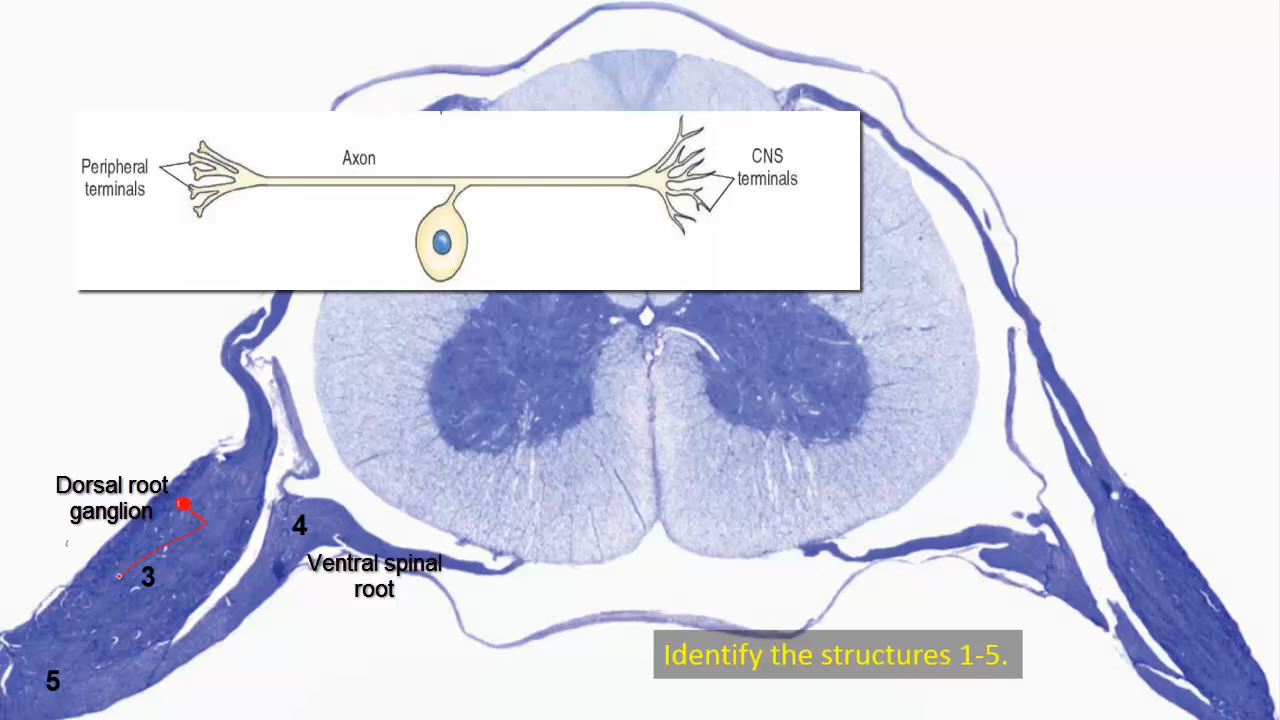 Peripheral
terminals
Axon
CNS
terminals
Dorsal root
ganglion
3
4
Ventral spinal
root
5
Identify the structures 1-5.